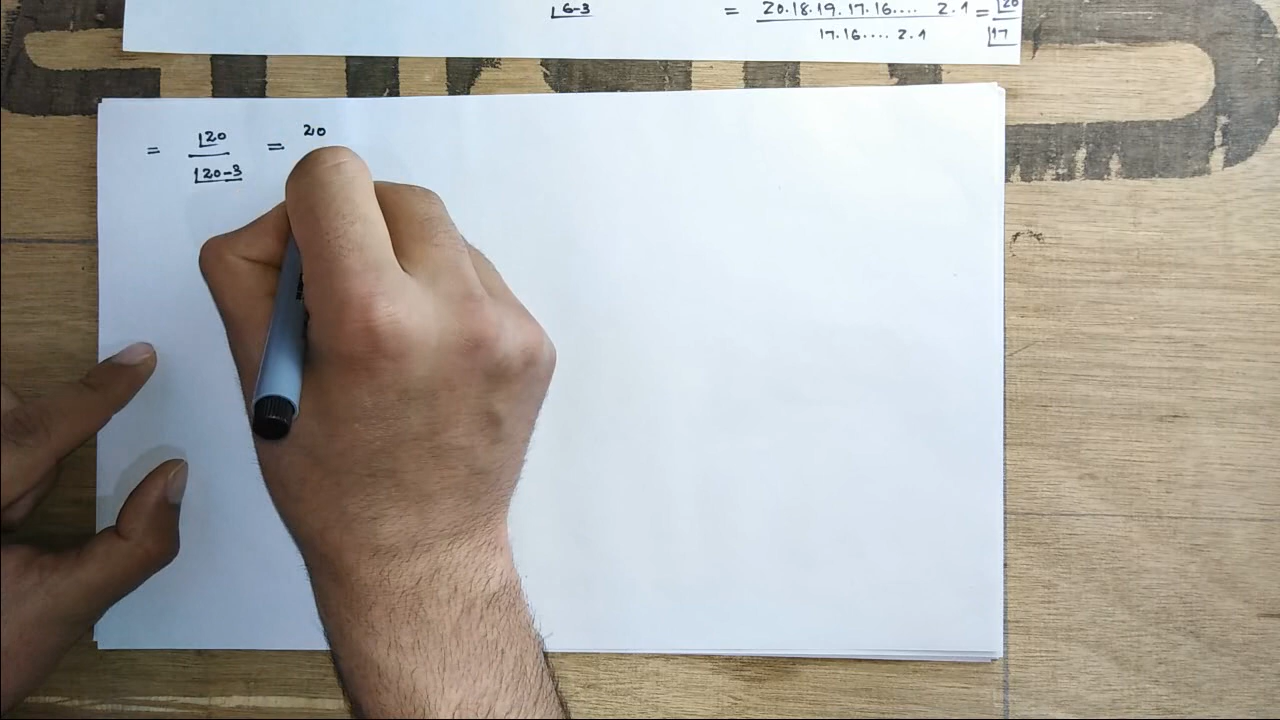 ⌊6-3 = 20.18.19.17.16.... 2.1 = ⌊20
17.16.... 2.1 ⌊17
= ⌊20 = 20
⌊20-3